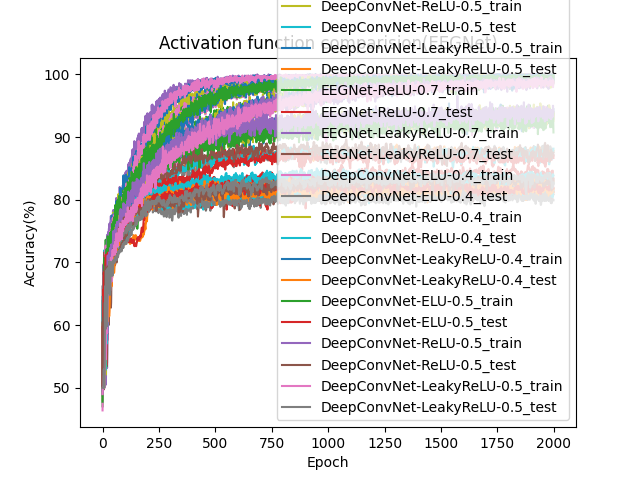 DeepConvNet-ReLU-0.5_train
DeepConvNet-ReLU-0.5_test
Activation function comparision(EEGNet)
DeepConvNet-LeakyReLU-0.5_train
DeepConvNet-LeakyReLU-0.5_test
EEGNet-ReLU-0.7_train
EEGNet-ReLU-0.7_test
EEGNet-LeakyReLU-0.7_train
EEGNet-LeakyReLU-0.7_test
DeepConvNet-ELU-0.4_train
DeepConvNet-ELU-0.4_test
DeepConvNet-ReLU-0.4_train
DeepConvNet-ReLU-0.4_test
DeepConvNet-LeakyReLU-0.4_train
DeepConvNet-LeakyReLU-0.4_test
DeepConvNet-ELU-0.5_train
DeepConvNet-ELU-0.5_test
DeepConvNet-ReLU-0.5_train
DeepConvNet-ReLU-0.5_test
DeepConvNet-LeakyReLU-0.5_train
DeepConvNet-LeakyReLU-0.5_test
100
90
80
70
60
50
Accuracy(%)
0 250 500 750 1000 1250 1500 1750 2000
Epoch